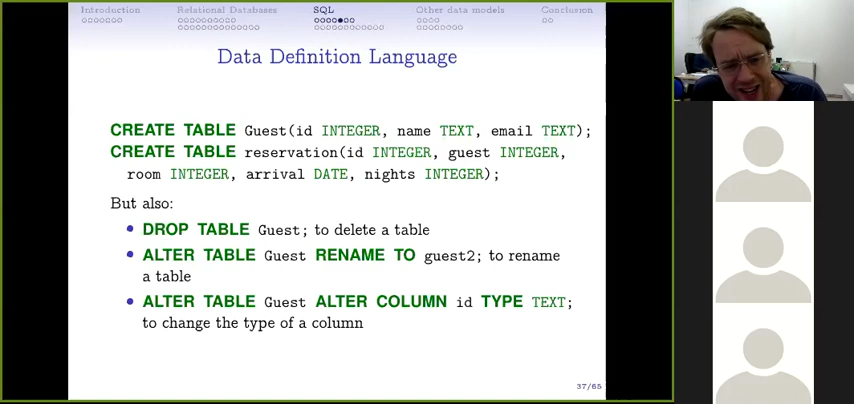 Introduction Relational Databases SQL Other data models Conclusion
Data Definition Language
CREATE TABLE Guest(id INTEGER, name TEXT, email TEXT);
CREATE TABLE reservation(id INTEGER, guest INTEGER,
room INTEGER, arrival DATE, nights INTEGER);
But also:
• DROP TABLE Guest; to delete a table
• ALTER TABLE Guest RENAME TO guest2; to rename
a table
• ALTER TABLE Guest ALTER COLUMN id TYPE TEXT;
to change the type of a column
37/65